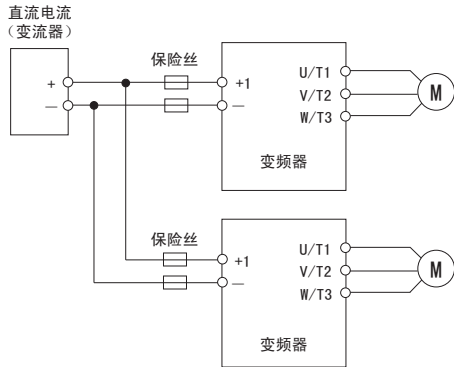 直流电流
（变流器）
+
—
保险丝
+1
—
U/T1
V/T2
W/T3
M
变频器
保险丝
+1
—
U/T1
V/T2
W/T3
M
变频器